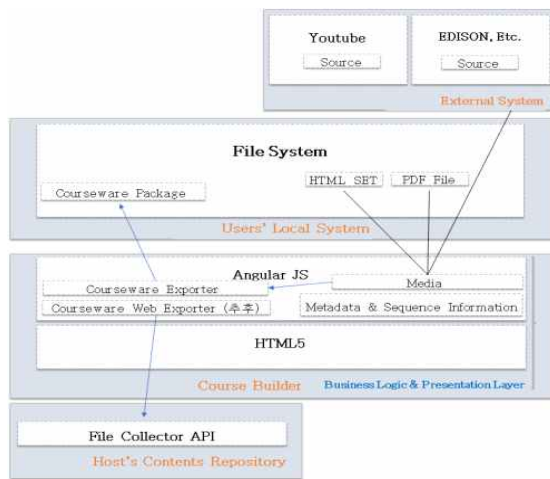 Youtube
EDISON, Etc.
Source
Source
External System
File System
HTML SET
PDF File
Courseware Package
Users' Local System
Angular JS
Courseware Exporter
Media
Courseware Web Exporter (추후)
Metadata & Sequence Information
HTML5
Course Builder
Business Logic & Presentation Layer
File Collector API
Host's Contents Repository